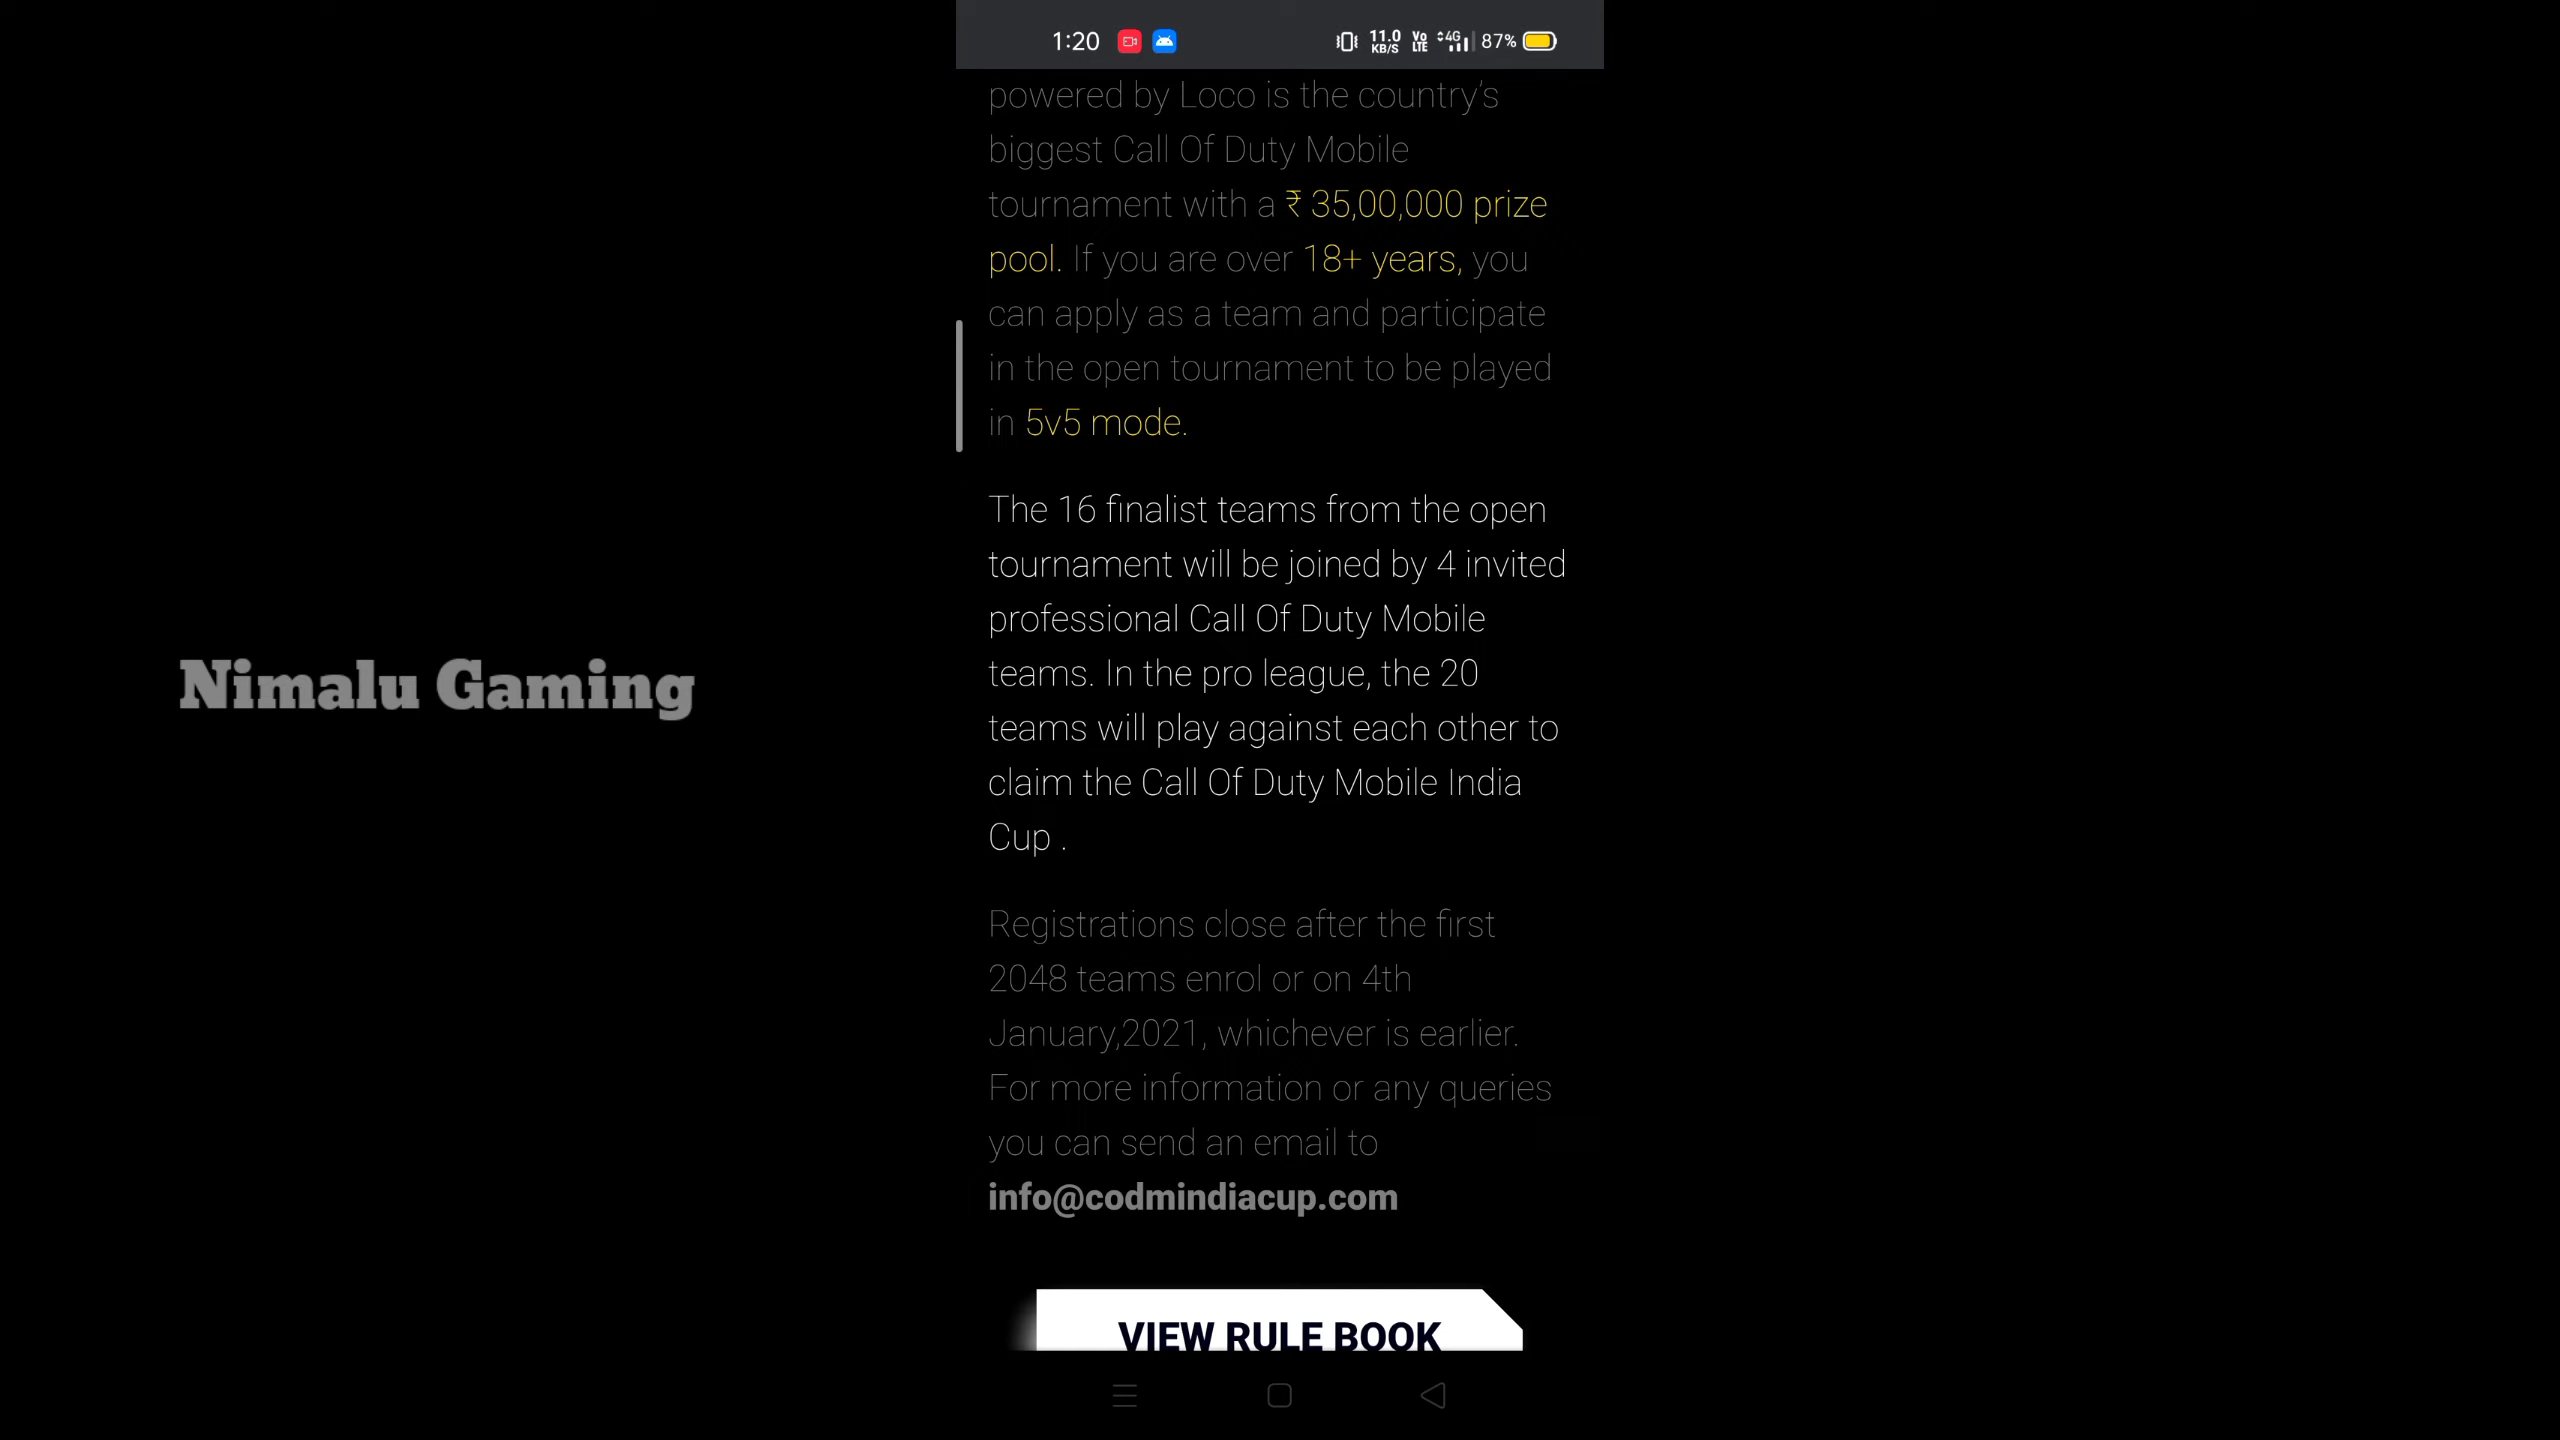 1:20
11.0 KB/S Vo LTE 4G 87%
powered by Loco is the country's
biggest Call Of Duty Mobile
tournament with a ₹ 35,00,000 prize
pool. If you are over 18+ years, you
can apply as a team and participate
in the open tournament to be played
in 5v5 mode.
The 16 finalist teams from the open
tournament will be joined by 4 invited
professional Call Of Duty Mobile
teams. In the pro league, the 20
teams will play against each other to
claim the Call Of Duty Mobile India
Cup .
Nimalu Gaming
Registrations close after the first
2048 teams enrol or on 4th
January,2021, whichever is earlier.
For more information or any queries
you can send an email to
info@codmindiacup.com
VIEW RULE BOOK